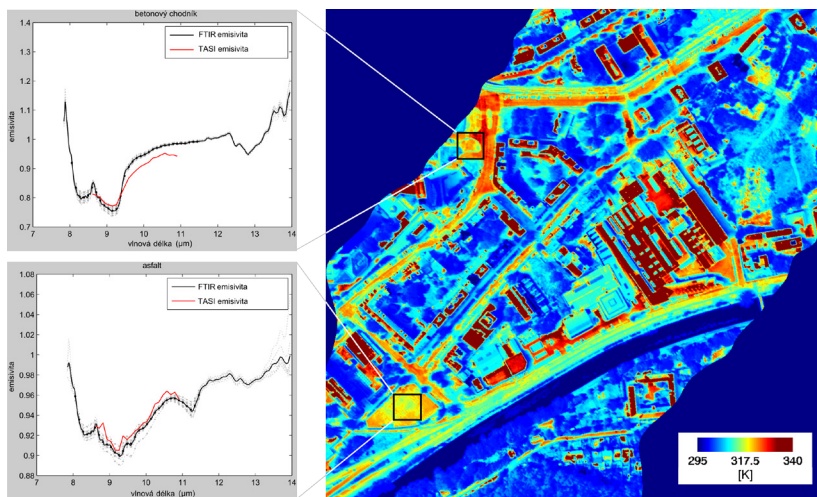 betonový chodník
1.4
1.3
1.2
1.1
1.0
0.9
0.8
0.7
emisivita
FTIR emisivita
TASI emisivita
7 8 9 10 11 12 13 14
vlnová délka (µm)
asfalt
1.08
1.06
1.04
1.02
1
0.98
0.96
0.94
0.92
0.90
0.88
emisivita
FTIR emisivita
TASI emisivita
7 8 9 10 11 12 13 14
vlnová délka (µm)
295 317.5 340
[K]